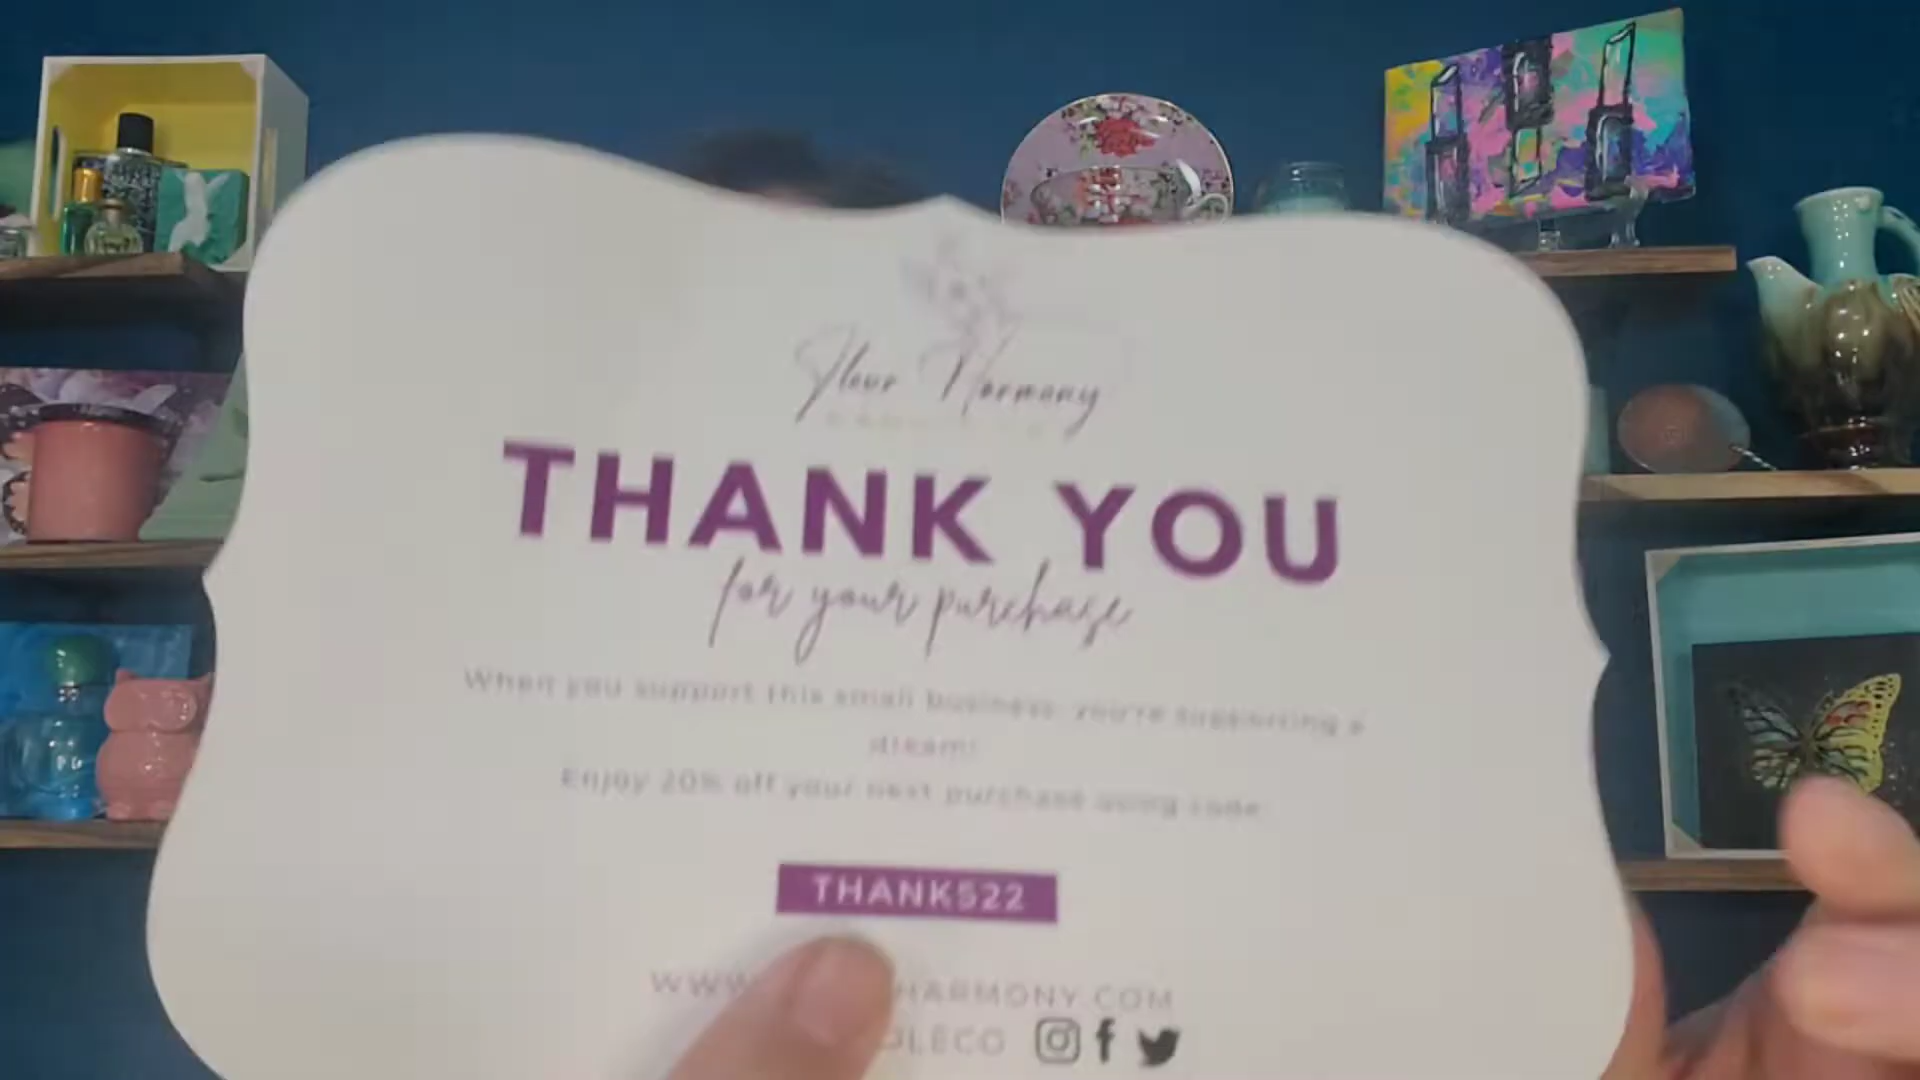 Fleur Harmony
THANK YOU
for your purchase
When you support this small business you're supporting a
dream!
Enjoy 20% off your next purchase using code:
THANK522
WWW. HARMONY.COM